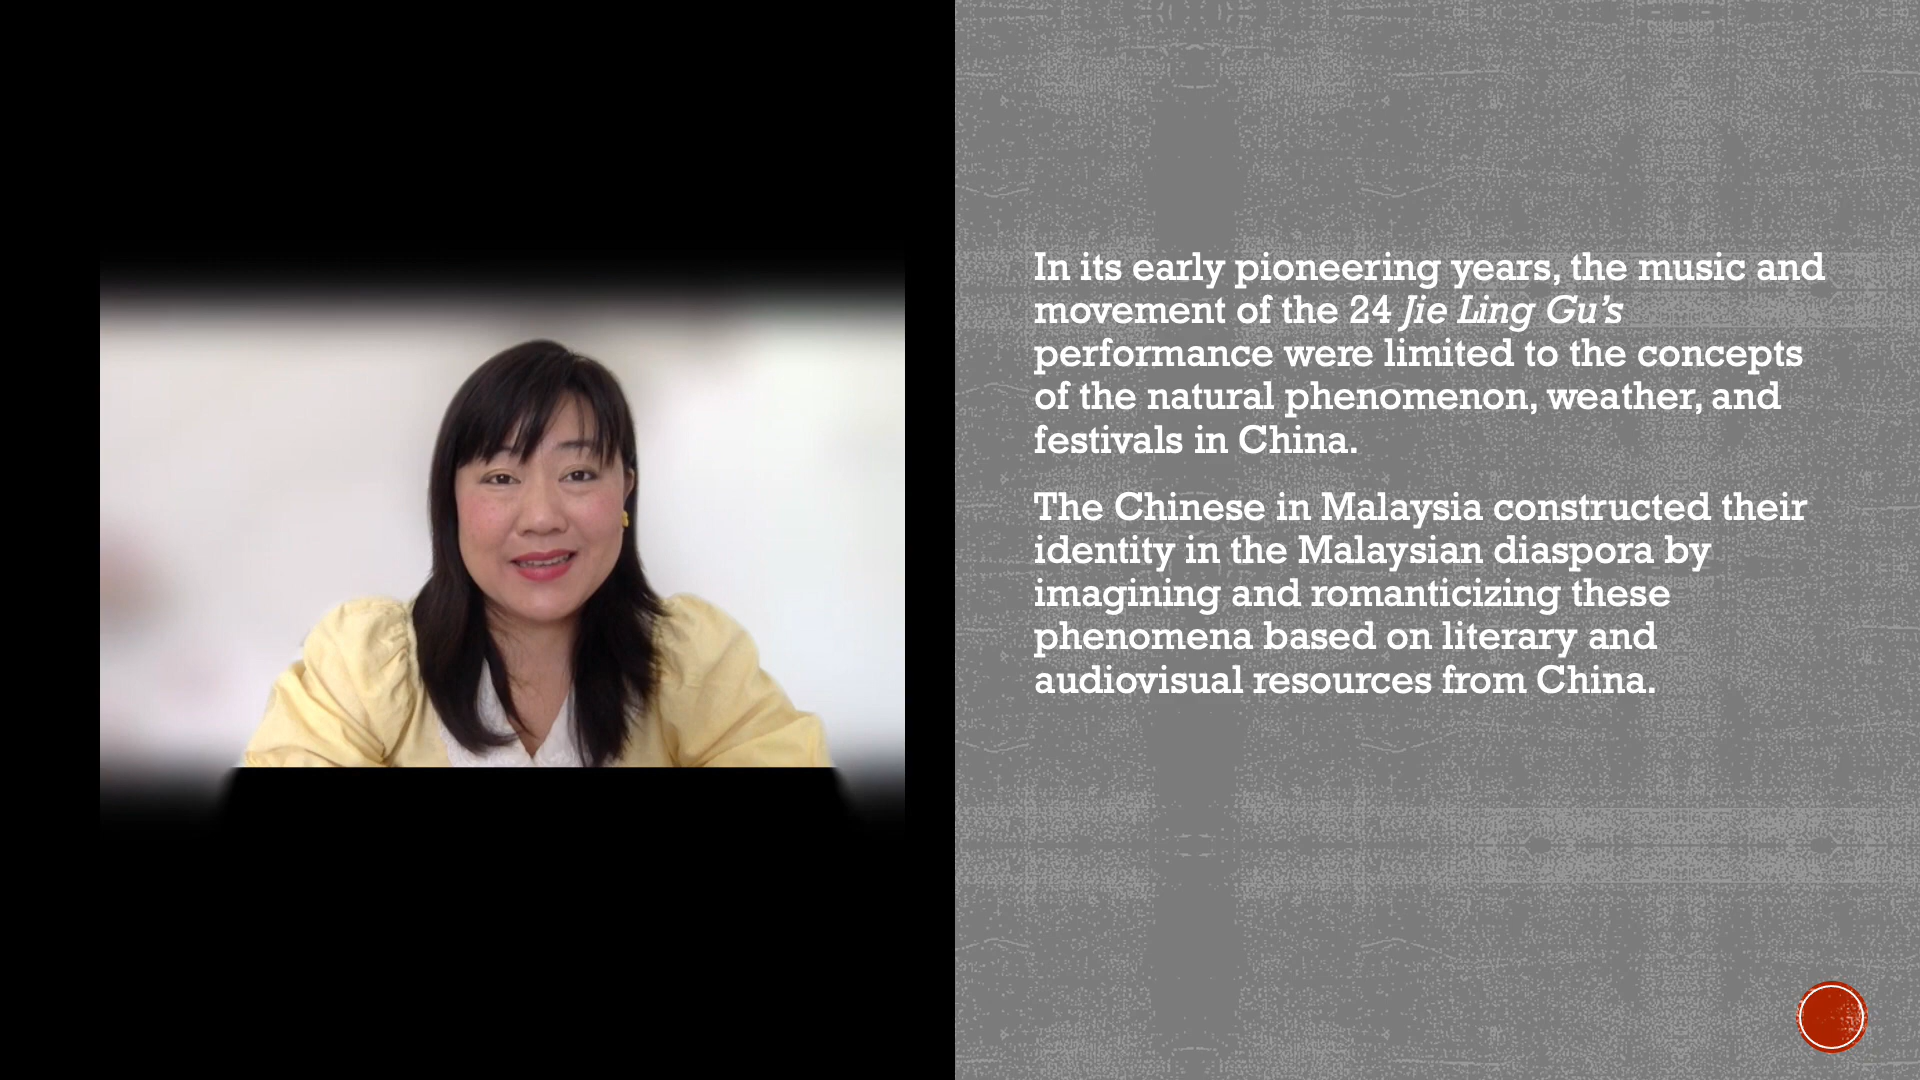 In its early pioneering years, the music and
movement of the 24 Jie Ling Gu’s
performance were limited to the concepts
of the natural phenomenon, weather, and
festivals in China.
The Chinese in Malaysia constructed their
identity in the Malaysian diaspora by
imagining and romanticizing these
phenomena based on literary and
audiovisual resources from China.